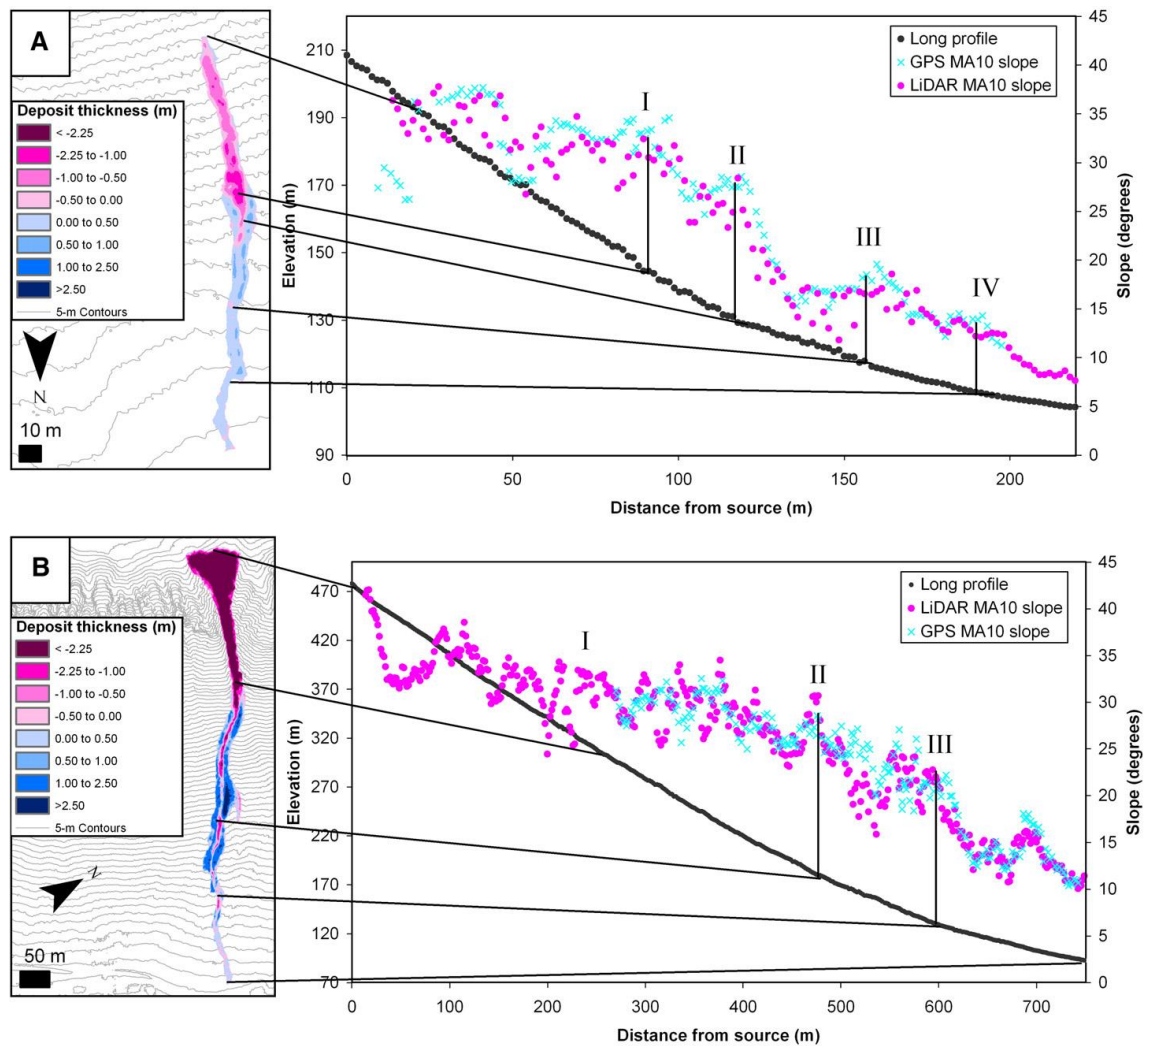 A
Deposit thickness (m)
< -2.25
-2.25 to -1.00
-1.00 to -0.50
-0.50 to 0.00
0.00 to 0.50
0.50 to 1.00
1.00 to 2.50
>2.50
5-m Contours
N
10 m
210
190
170
150
130
110
90
Elevation (m)
0
50
100
150
200
Distance from source (m)
45
40
35
30
25
20
15
10
5
0
Slope (degrees)
Long profile
GPS MA10 slope
LiDAR MA10 slope
I
II
III
IV
B
Deposit thickness (m)
< -2.25
-2.25 to -1.00
-1.00 to -0.50
-0.50 to 0.00
0.00 to 0.50
0.50 to 1.00
1.00 to 2.50
>2.50
5-m Contours
N
50 m
470
420
370
320
270
220
170
120
70
Elevation (m)
0
100
200
300
400
500
600
700
Distance from source (m)
45
40
35
30
25
20
15
10
5
0
Slope (degrees)
Long profile
LiDAR MA10 slope
GPS MA10 slope
I
II
III